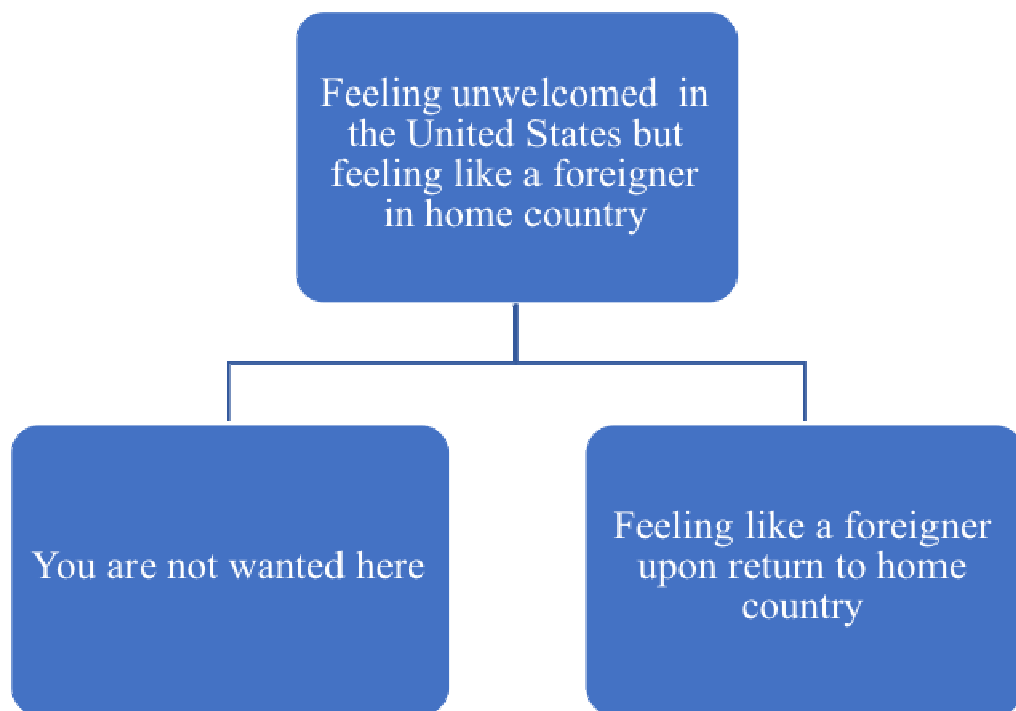 Feeling unwelcomed in
the United States but
feeling like a foreigner
in home country
You are not wanted here
Feeling like a foreigner
upon return to home
country